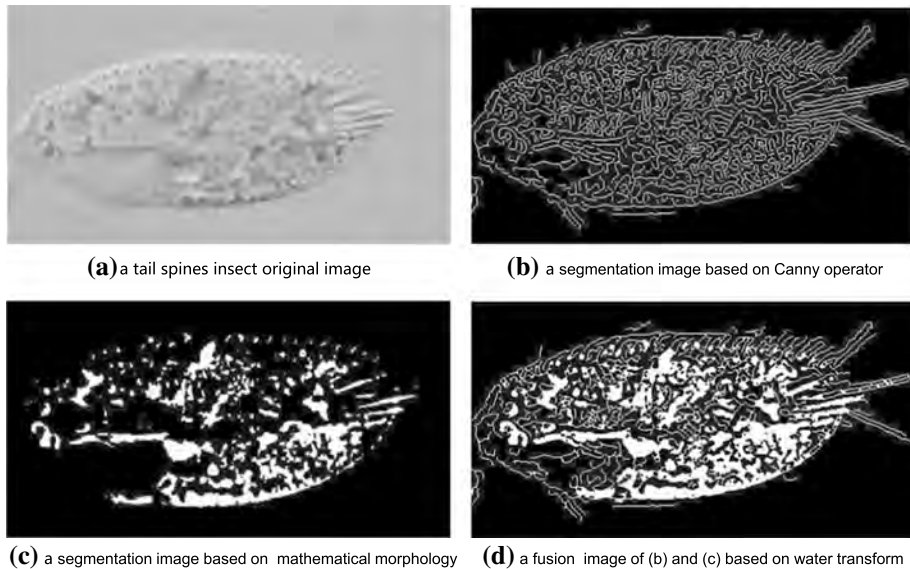 (a) a tail spines insect original image
(b) a segmentation image based on Canny operator
(c) a segmentation image based on mathematical morphology
(d) a fusion image of (b) and (c) based on water transform